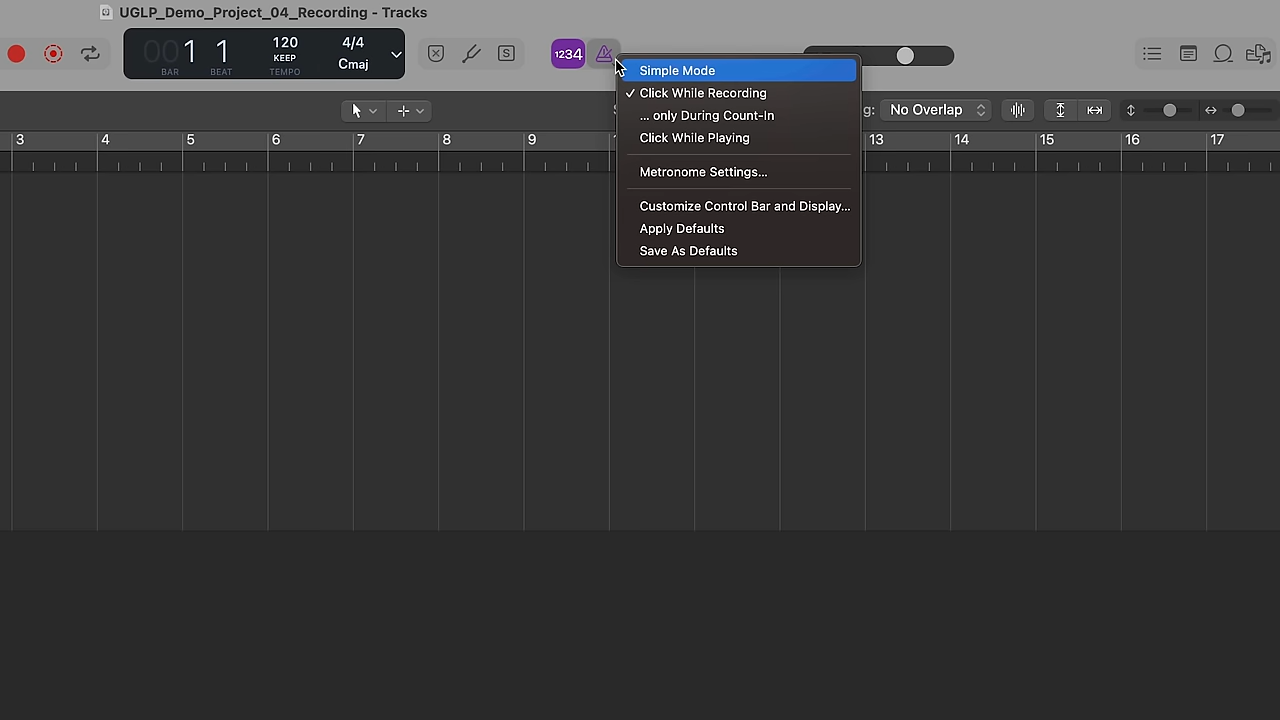 UGLP_Demo_Project_04_Recording - Tracks
001 1 120 4/4
KEEP Cmaj
BAR BEAT TEMPO
1234
S
Simple Mode
✓ Click While Recording
... only During Count-In
Click While Playing
Metronome Settings...
Customize Control Bar and Display...
Apply Defaults
Save As Defaults
g: No Overlap
3 4 5 6 7 8 9 13 14 15 16 17